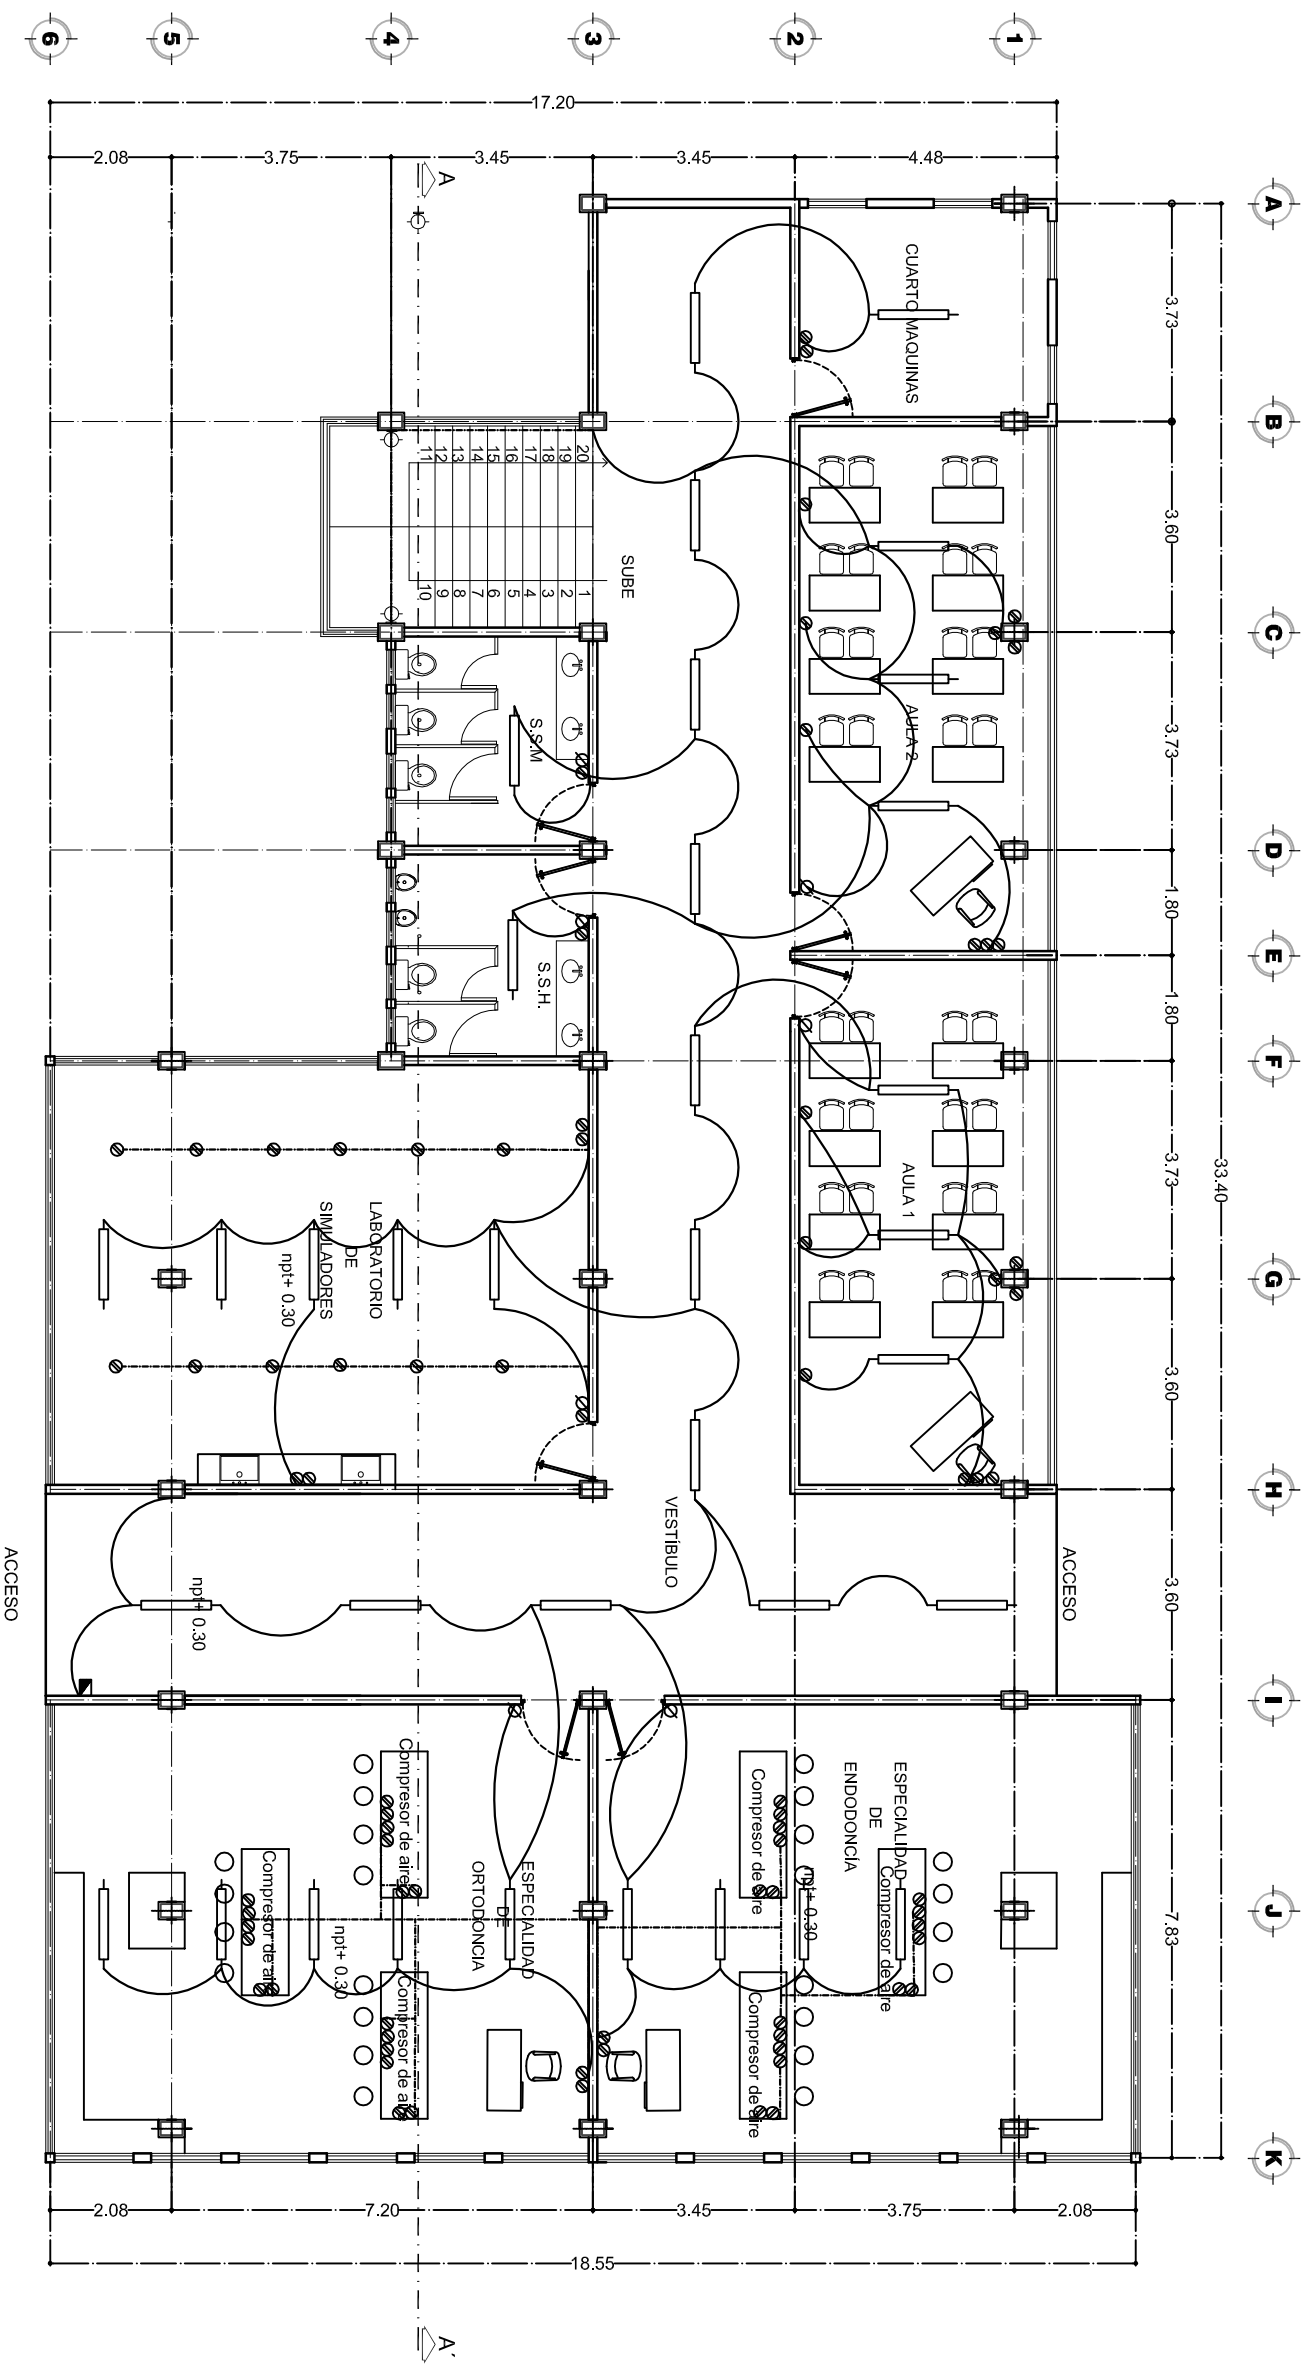 6
5
4
3
2
1
17.20
2.08
3.75
3.45
3.45
4.48
A
A
B
C
D
E
F
G
H
I
J
K
3.73
3.60
3.73
1.80
1.80
3.73
3.60
3.60
7.83
33.40
CUARTO MAQUINAS
20
19
18
17
16
15
14
13
12
11
1
2
3
4
5
6
7
8
9
10
SUBE
AULA 2
S.S.M
S.S.H.
AULA 1
LABORATORIO
DE
SIMULADORES
npt+ 0.30
VESTÍBULO
ACCESO
ACCESO
npt+ 0.30
ESPECIALIDAD
DE
ENDODONCÍA
npt+ 0.30
Compresor de aire
Compresor de aire
Compresor de aire
ESPECIALIDAD
DE
ORTODONCIA
npt+ 0.30
Compresor de aire
Compresor de aire
Compresor de aire
2.08
7.20
3.45
3.75
2.08
18.55
A´